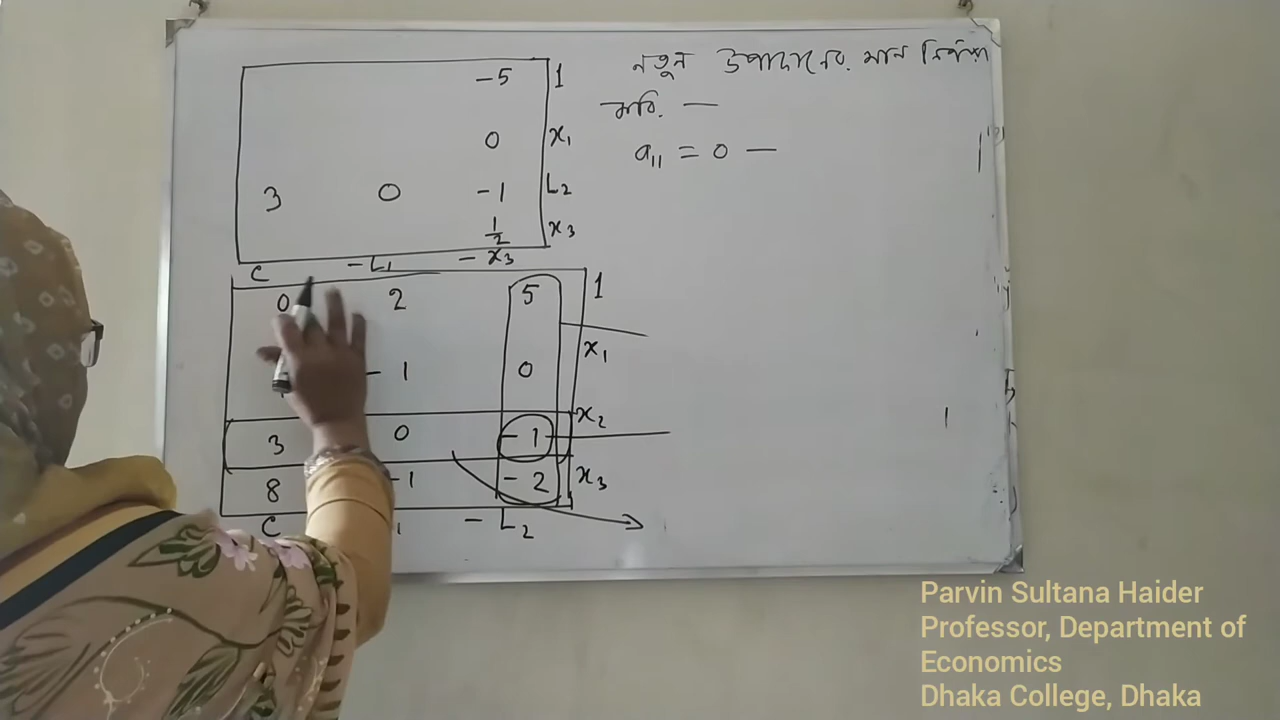 -5 1
0 x₁
3 0 -1 L₂
1/2 x₃
C -L₁ -x₃
0 2 5 1
-1 0 x₁
3 0 -1 x₂
8 -1 -2 x₃
C -L₂
নতুন উপাদানের মান নির্ণয়
করি. —
a₁₁ = 0 —
Parvin Sultana Haider
Professor, Department of
Economics
Dhaka College, Dhaka